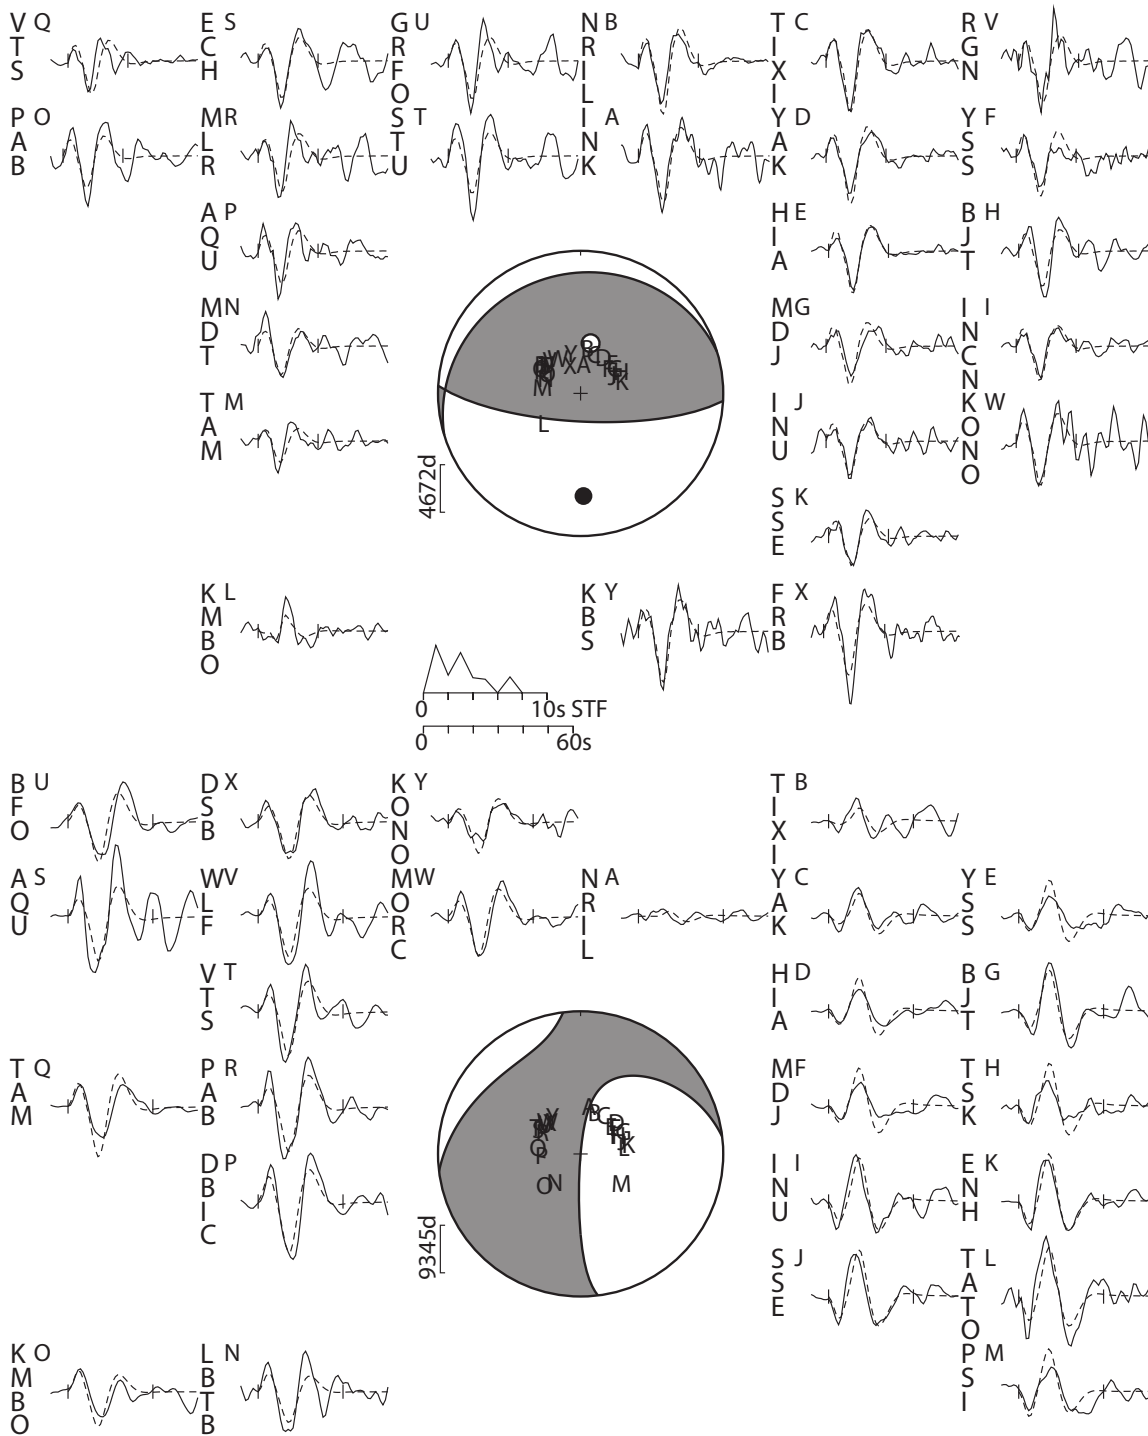 VTS Q
ECH S
GRFO U
NRIL B
TIXI C
RGN V
PAB O
MLR R
STU T
INK A
YAK D
YSS F
AQU P
HIA E
BJT H
MDT N
MDJ G
INCN I
TAM M
INU J
KONO W
SSE K
L
4672d
KMBO L
KBS Y
FRB X
0 10s STF
0 60s
BFO U
DSB X
KONO Y
TIXI B
AQU S
WLF V
MORC W
NRIL A
YAK C
YSS E
VTS T
HIA D
BJT G
TAM Q
PAB R
MDJ F
TSK H
DBIC P
INU I
ENH K
M
9345d
SSE J
TATO L
KMBO O
LBTB N
PSI M